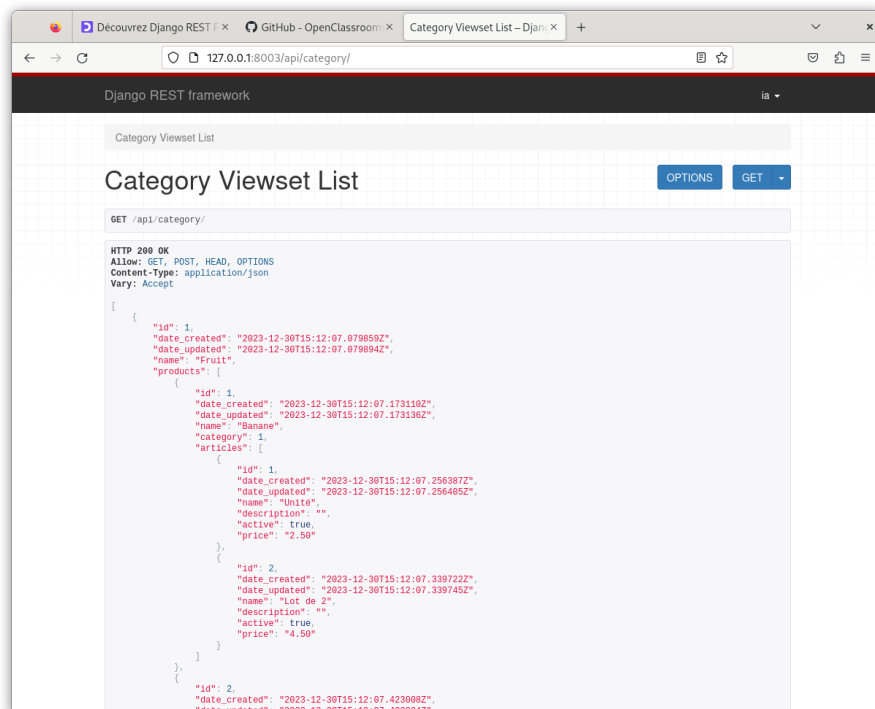 Découvrez Django REST F
GitHub - OpenClassroom
Category Viewset List – Djan
127.0.0.1:8003/api/category/
Django REST framework
ia
Category Viewset List
Category Viewset List
OPTIONS
GET
GET /api/category/
HTTP 200 OK
Allow: GET, POST, HEAD, OPTIONS
Content-Type: application/json
Vary: Accept
[
{
"id": 1,
"date_created": "2023-12-30T15:12:07.079859Z",
"date_updated": "2023-12-30T15:12:07.079894Z",
"name": "Fruit",
"products": [
{
"id": 1,
"date_created": "2023-12-30T15:12:07.173110Z",
"date_updated": "2023-12-30T15:12:07.173136Z",
"name": "Banane",
"category": 1,
"articles": [
{
"id": 1,
"date_created": "2023-12-30T15:12:07.256387Z",
"date_updated": "2023-12-30T15:12:07.256405Z",
"name": "Unité",
"description": "",
"active": true,
"price": "2.50"
},
{
"id": 2,
"date_created": "2023-12-30T15:12:07.339722Z",
"date_updated": "2023-12-30T15:12:07.339745Z",
"name": "Lot de 2",
"description": "",
"active": true,
"price": "4.50"
}
]
},
{
"id": 2,
"date_created": "2023-12-30T15:12:07.423008Z",